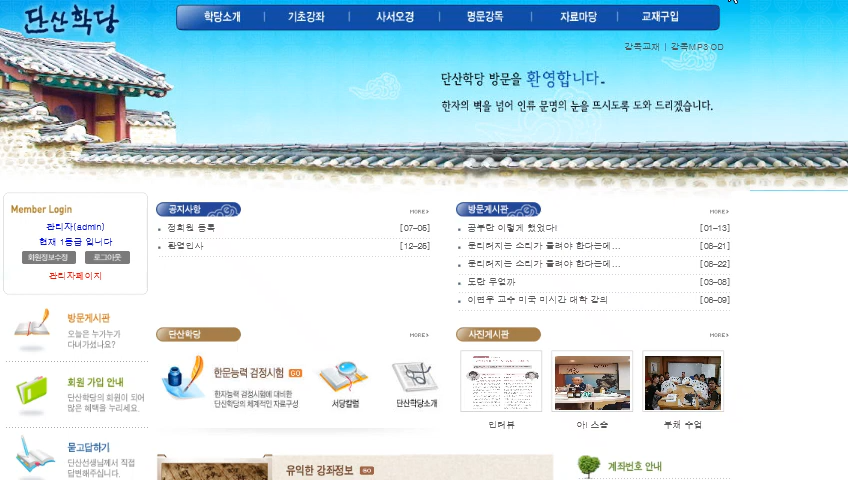 단산학당
학당소개 | 기초강좌 | 사서오경 | 명문감독 | 자료마당 | 교재구입
강독교재 | 강독MP3 CD
단산학당 방문을 환영합니다.
한자의 벽을 넘어 인류 문명의 눈을 뜨시도록 도와 드리겠습니다.
Member Login
관리자(admin)
현재 1등급 입니다
회원정보수정 로그아웃
관리자페이지
방문게시판
오늘은 누가누가
다녀가셨나요?
회원 가입 안내
단산학당의 회원이 되어
많은 혜택을 누리세요.
묻고답하기
단산선생님께서 직접
답변해주십니다.
공지사항 MORE
정회원 등록 [07-06]
환영인사 [12-26]
방문게시판 MORE
공부란 이렇게 했었다! [01-13]
문리터지는 소리가 들려야 한다는데... [08-21]
문리터지는 소리가 들려야 한다는데... [08-22]
도란 무엇까 [03-08]
이면우 교수 미국 미시간 대학 강의 [06-09]
단산학당 MORE
한문능력 검정시험 GO
한자능력 검정시험에 대비한
단산학당의 체계적인 자료구성
서당칼럼
단산학당소개
사진게시판 MORE
인터뷰
아! 스승
부채 수업
유익한 강좌정보 GO
계좌번호 안내